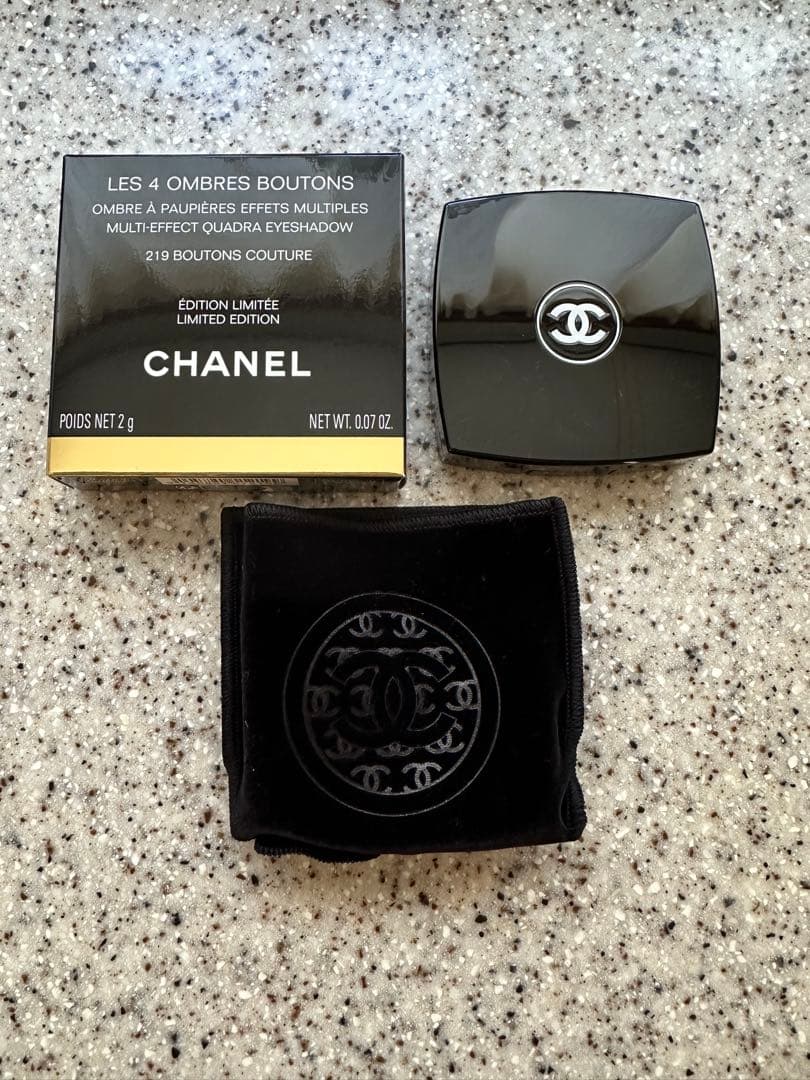 LES 4 OMBRES BOUTONS
OMBRE À PAUPIÈRES EFFETS MULTIPLES
MULTI-EFFECT QUADRA EYESHADOW
219 BOUTONS COUTURE
ÉDITION LIMITÉE
LIMITED EDITION
CHANEL
POIDS NET 2 g NET WT. 0.07 OZ.